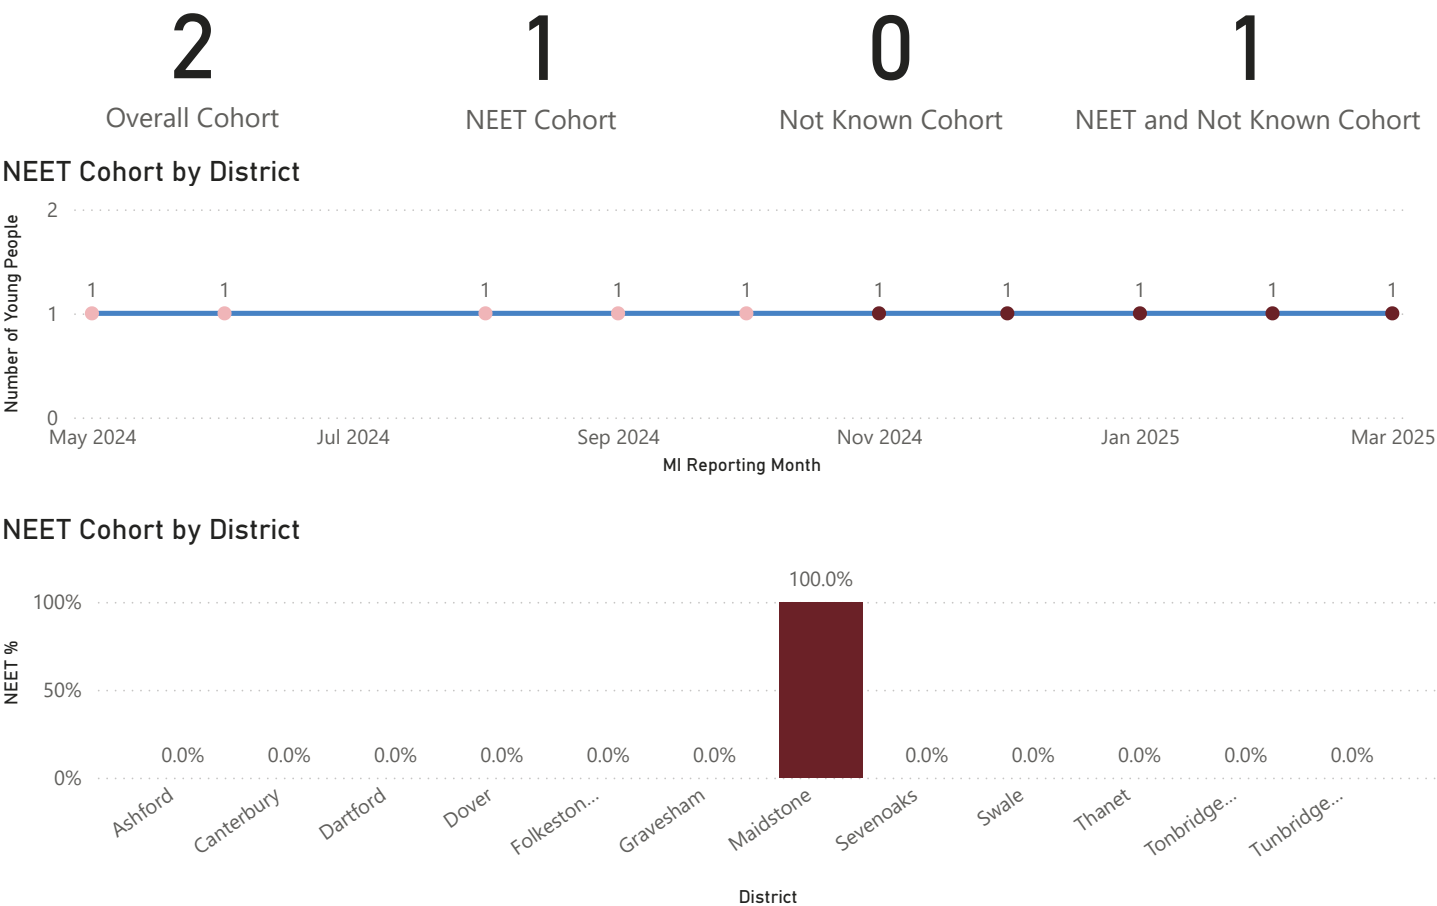 2 1 0 1
Overall Cohort NEET Cohort Not Known Cohort NEET and Not Known Cohort
NEET Cohort by District
Number of Young People
2
1 1 1 1 1 1 1 1 1 1
1
0
May 2024 Jul 2024 Sep 2024 Nov 2024 Jan 2025 Mar 2025
MI Reporting Month
NEET Cohort by District
NEET %
100.0%
100%
50%
0.0% 0.0% 0.0% 0.0% 0.0% 0.0% 0.0% 0.0% 0.0% 0.0% 0.0%
0%
Ashford Canterbury Dartford Dover Folkeston... Gravesham Maidstone Sevenoaks Swale Thanet Tonbridge... Tunbridge...
District